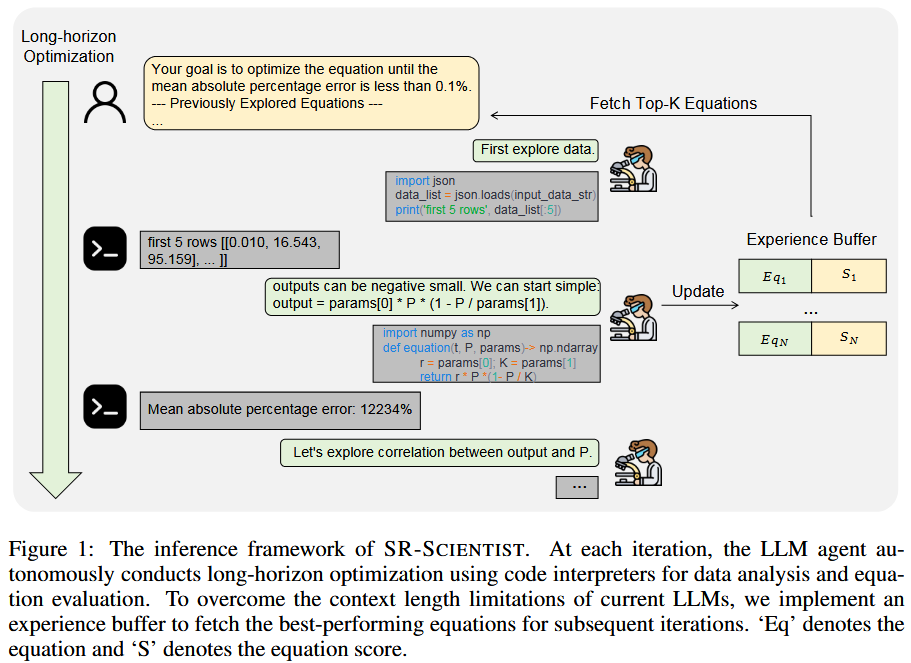 Long-horizon
Optimization
Your goal is to optimize the equation until the
mean absolute percentage error is less than 0.1%.
--- Previously Explored Equations ---
...
Fetch Top-K Equations
First explore data.
import json
data_list = json.loads(input_data_str)
print('first 5 rows', data_list[:5])
first 5 rows [[0.010, 16.543,
95.159], ... ]]
Experience Buffer
Eq1 S1
...
EqN SN
outputs can be negative small. We can start simple:
output = params[0] * P * (1 - P / params[1]).
Update
import numpy as np
def equation(t, P, params)-> np.ndarray
r = params[0]; K = params[1]
return r * P *(1- P / K)
>_
Mean absolute percentage error: 12234%
Let's explore correlation between output and P.
...
Figure 1: The inference framework of SR-SCIENTIST. At each iteration, the LLM agent au-
tonomously conducts long-horizon optimization using code interpreters for data analysis and equa-
tion evaluation. To overcome the context length limitations of current LLMs, we implement an
experience buffer to fetch the best-performing equations for subsequent iterations. ‘Eq’ denotes the
equation and ‘S’ denotes the equation score.